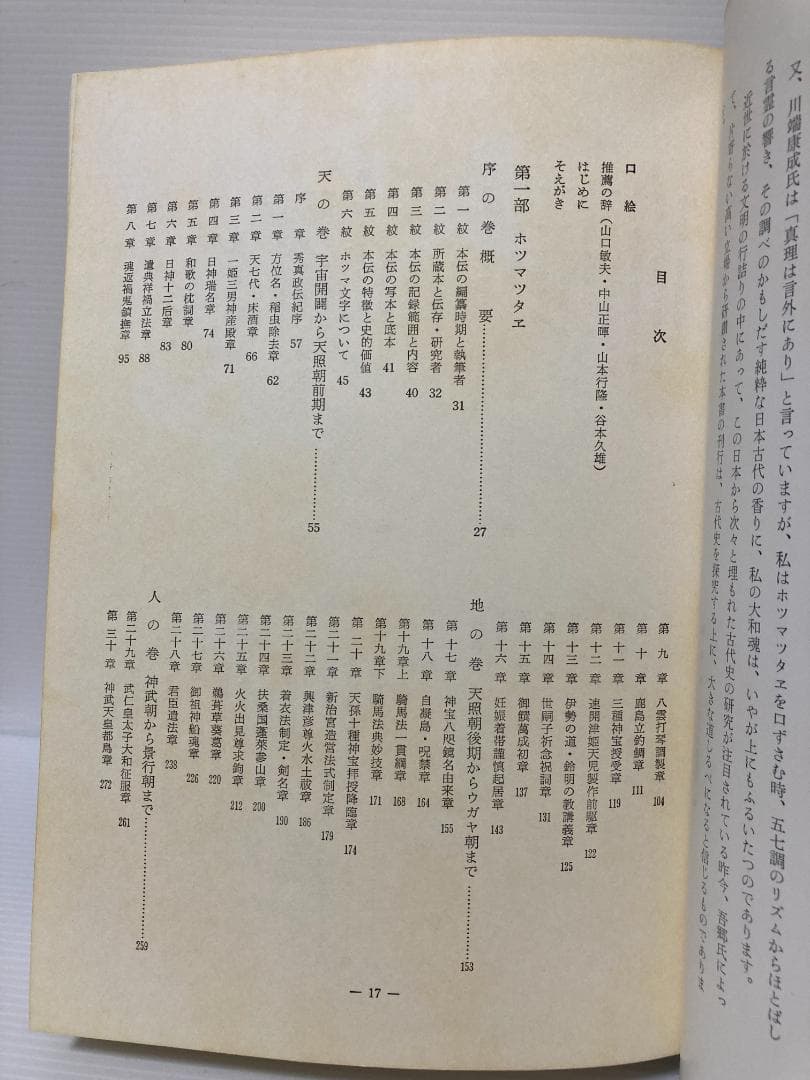 又、川端康成氏は「真理は言外にあり」と言っていますが、私はホツマツタヱを口ずさむ時、五七調のリズムからほとばし
る言霊の響き、その調べのかもしだす純粋な日本古代の香りに、私の大和魂は、いやが上にもふるいたつのであります。
近世に於ける文明の行詰りの中にあって、この日本から次々と埋もれた古代史の研究が注目されている昨今、吾郷氏によっ
高い見地から研鑽された本書の刊行は、古代史を探究する上に、大きな道しるべになると信じるものでありま
目次
口絵
推薦の辞(山口敏夫・中山正暉・山本行隆・谷本久雄)
はじめに
そえがき
第一部 ホツマツタヱ
序の巻 概要……27
第一紋 本伝の編纂時期と執筆者 31
第二紋 所蔵本と伝存・研究者 32
第三紋 本伝の記録範囲と内容 40
第四紋 本伝の写本と底本 41
第五紋 本伝の特徴と史的価値 43
第六紋 ホツマ文字について 45
天の巻 宇宙開闢から天照朝前期まで……55
序章 秀真政伝紀序 57
第一章 方位名・稲虫除去章 62
第二章 天七代・床酒章 66
第三章 一姫三男神産殿章 71
第四章 日神瑞名章 74
第五章 和歌の枕詞章 80
第六章 日神十二后章 83
第七章 遺典祥禍立法章 88
第八章 魂返禍鬼鎮撫章 95
第九章 八雲打琴調製章 104
第十章 鹿島立釣鯛章 111
第十一章 三種神宝授受章 119
第十二章 速開津姫天児製作前駆章 122
第十三章 伊勢の道・鈴明の教講義章 125
第十四章 世嗣子祈念祝詞章 131
第十五章 御饌万成初章 137
第十六章 妊娠着帯謹慎起居章 143
地の巻 天照朝後期からウガヤ朝まで……153
第十七章 神宝八咫鏡名由来章 155
第十八章 自凝島・呪禁章 164
第十九章上 騎馬法一貫綱章 168
第十九章下 騎馬法典妙技章 171
第二十章 天孫十種神宝拝授降臨章 174
第二十一章 新治宮造営法式制定章 179
第二十二章 興津彦尊火水土祓章 186
第二十三章 着衣法制定・剣名章 190
第二十四章 扶桑国蓬萊参山章 200
第二十五章 火火出見尊求鉤章 212
第二十六章 鵜葺草葵葛章 220
第二十七章 御祖神船魂章 226
第二十八章 君臣遺法章 238
人の巻 神武朝から景行朝まで……259
第二十九章 武仁皇太子大和征服章 261
第三十章 神武天皇都鳥章 272
— 17 —